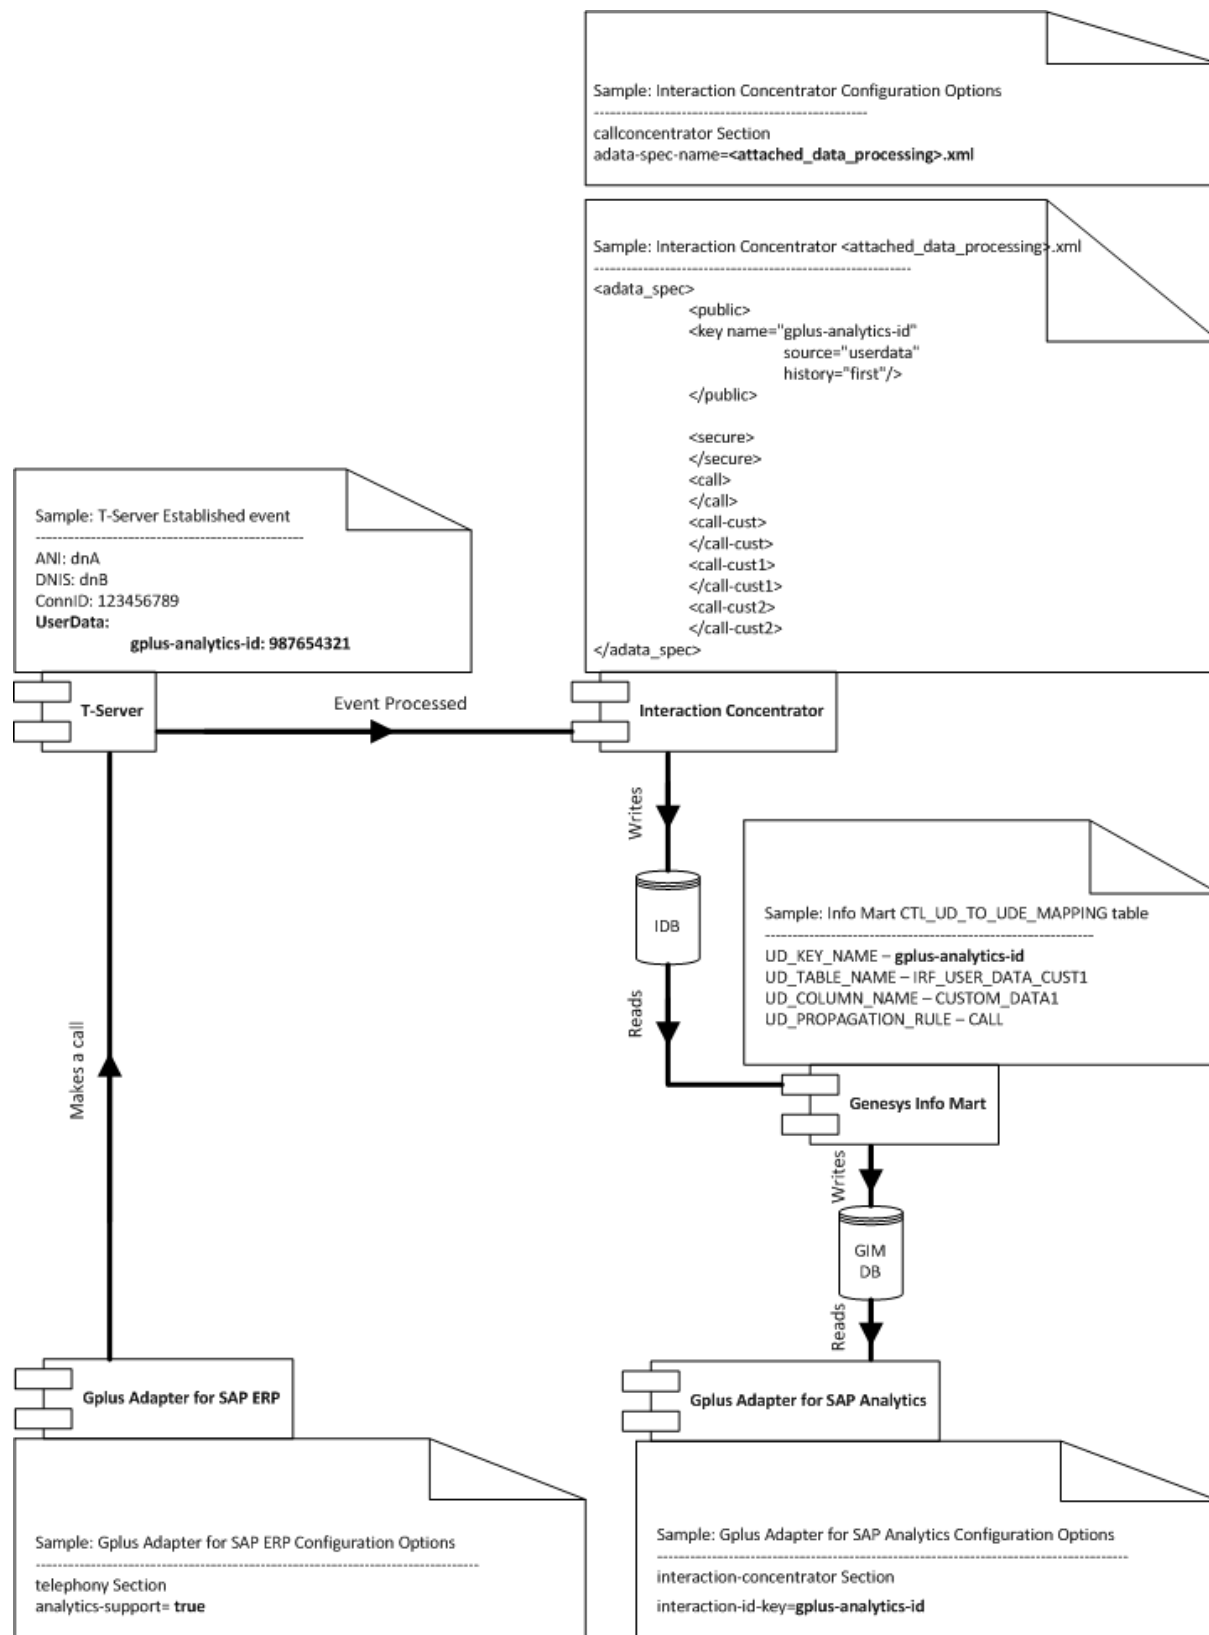 Sample: Interaction Concentrator Configuration Options
--------------------------------------------------
callconcentrator Section
adata-spec-name=<attached_data_processing>.xml
Sample: Interaction Concentrator <attached_data_processing>.xml
----------------------------------------------------------
<adata_spec>
<public>
<key name="gplus-analytics-id"
source="userdata"
history="first"/>
</public>
<secure>
</secure>
<call>
</call>
<call-cust>
</call-cust>
<call-cust1>
</call-cust1>
<call-cust2>
</call-cust2>
</adata_spec>
Sample: T-Server Established event
-------------------------------------------------
ANI: dnA
DNIS: dnB
ConnID: 123456789
UserData:
gplus-analytics-id: 987654321
T-Server
Event Processed
Interaction Concentrator
Writes
IDB
Reads
Sample: Info Mart CTL_UD_TO_UDE_MAPPING table
------------------------------------------------------------
UD_KEY_NAME – gplus-analytics-id
UD_TABLE_NAME – IRF_USER_DATA_CUST1
UD_COLUMN_NAME – CUSTOM_DATA1
UD_PROPAGATION_RULE – CALL
Makes a call
Genesys Info Mart
Writes
GIM
DB
Reads
Gplus Adapter for SAP ERP
Gplus Adapter for SAP Analytics
Sample: Gplus Adapter for SAP ERP Configuration Options
---------------------------------------------------------------------------------
telephony Section
analytics-support= true
Sample: Gplus Adapter for SAP Analytics Configuration Options
--------------------------------------------------------------------------------------
interaction-concentrator Section
interaction-id-key=gplus-analytics-id